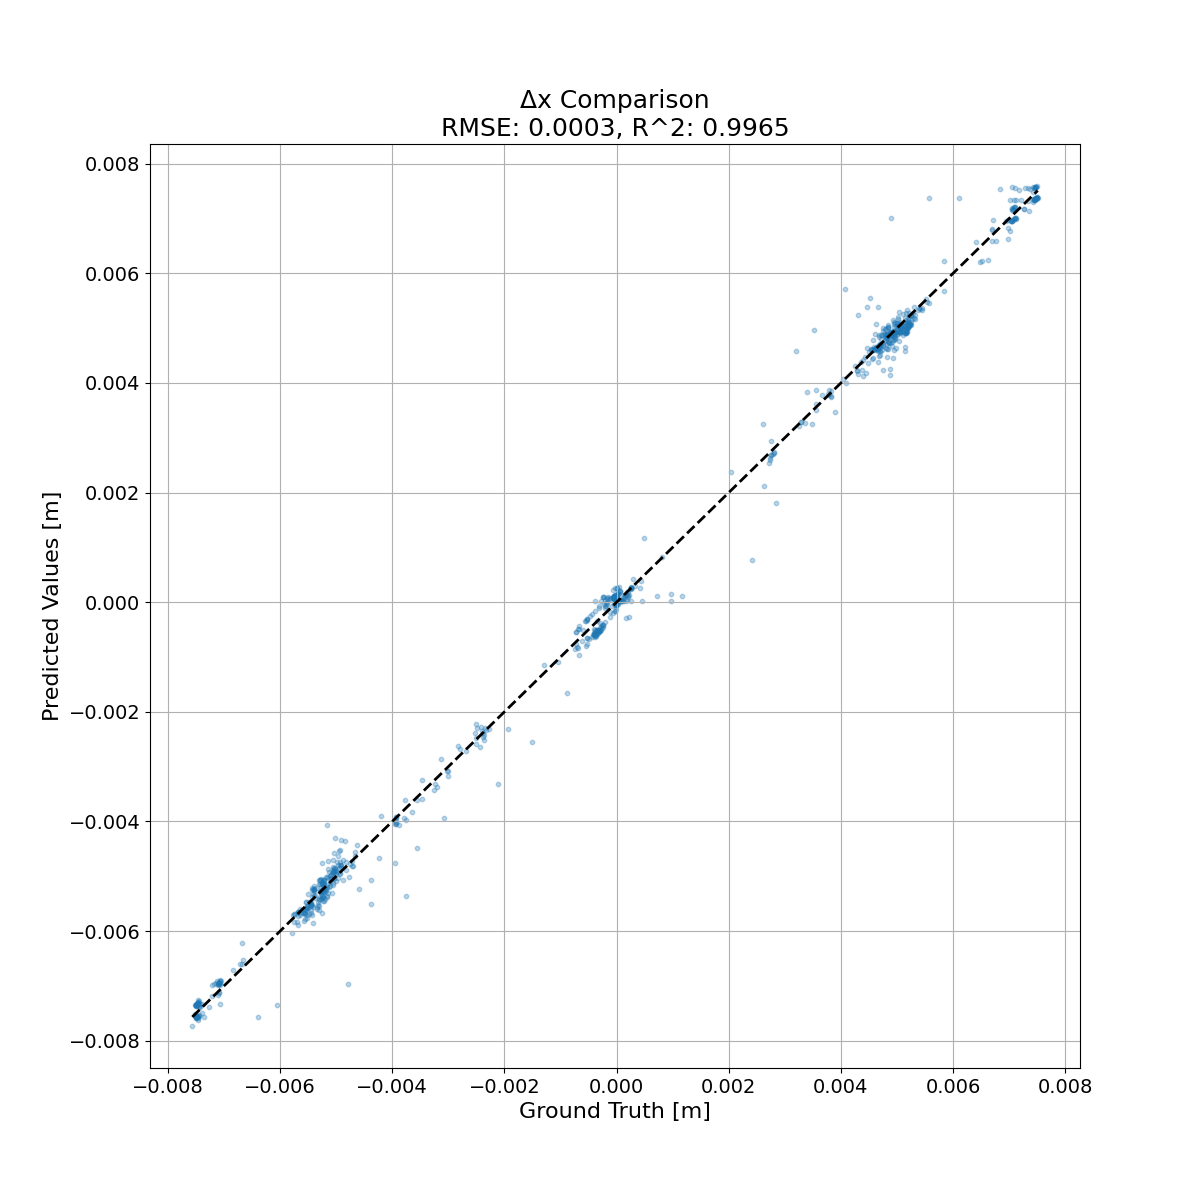 Δx Comparison
RMSE: 0.0003, R^2: 0.9965
0.008
0.006
0.004
0.002
0.000
−0.002
−0.004
−0.006
−0.008
Predicted Values [m]
−0.008 −0.006 −0.004 −0.002 0.000 0.002 0.004 0.006 0.008
Ground Truth [m]